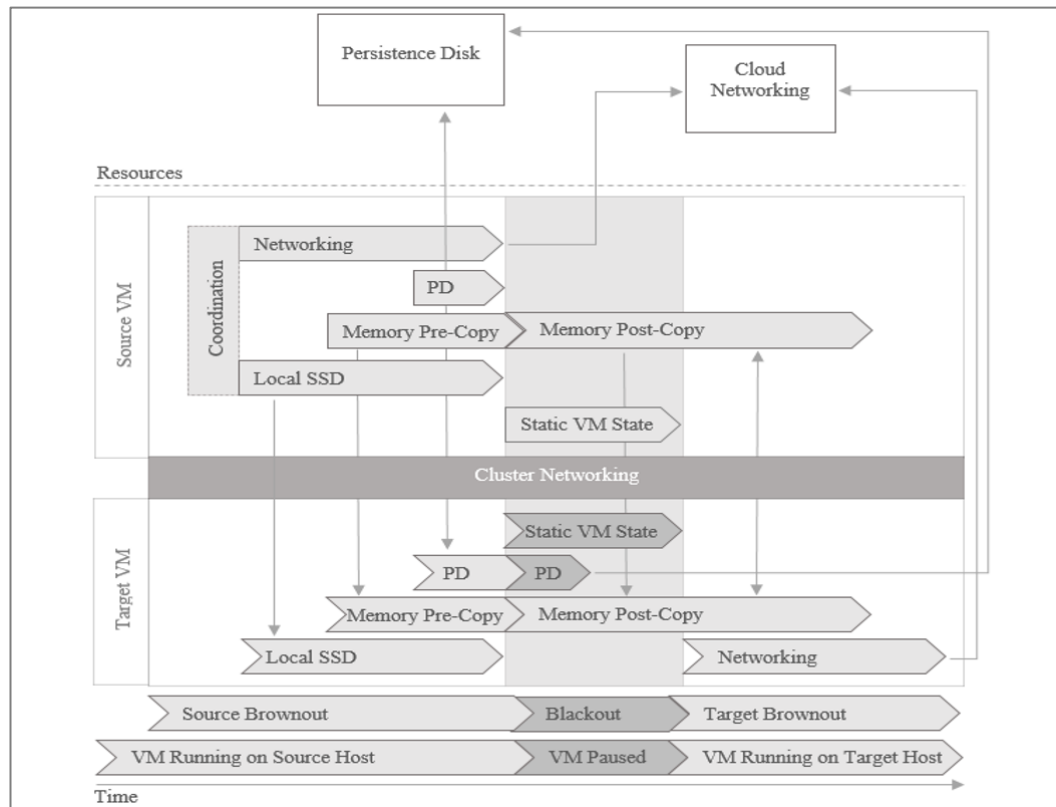 Persistence Disk
Cloud
Networking
Resources
Source VM
Coordination
Networking
PD
Memory Pre-Copy
Memory Post-Copy
Local SSD
Static VM State
Cluster Networking
Target VM
Static VM State
PD
PD
Memory Pre-Copy
Memory Post-Copy
Local SSD
Networking
Source Brownout
Blackout
Target Brownout
VM Running on Source Host
VM Paused
VM Running on Target Host
Time